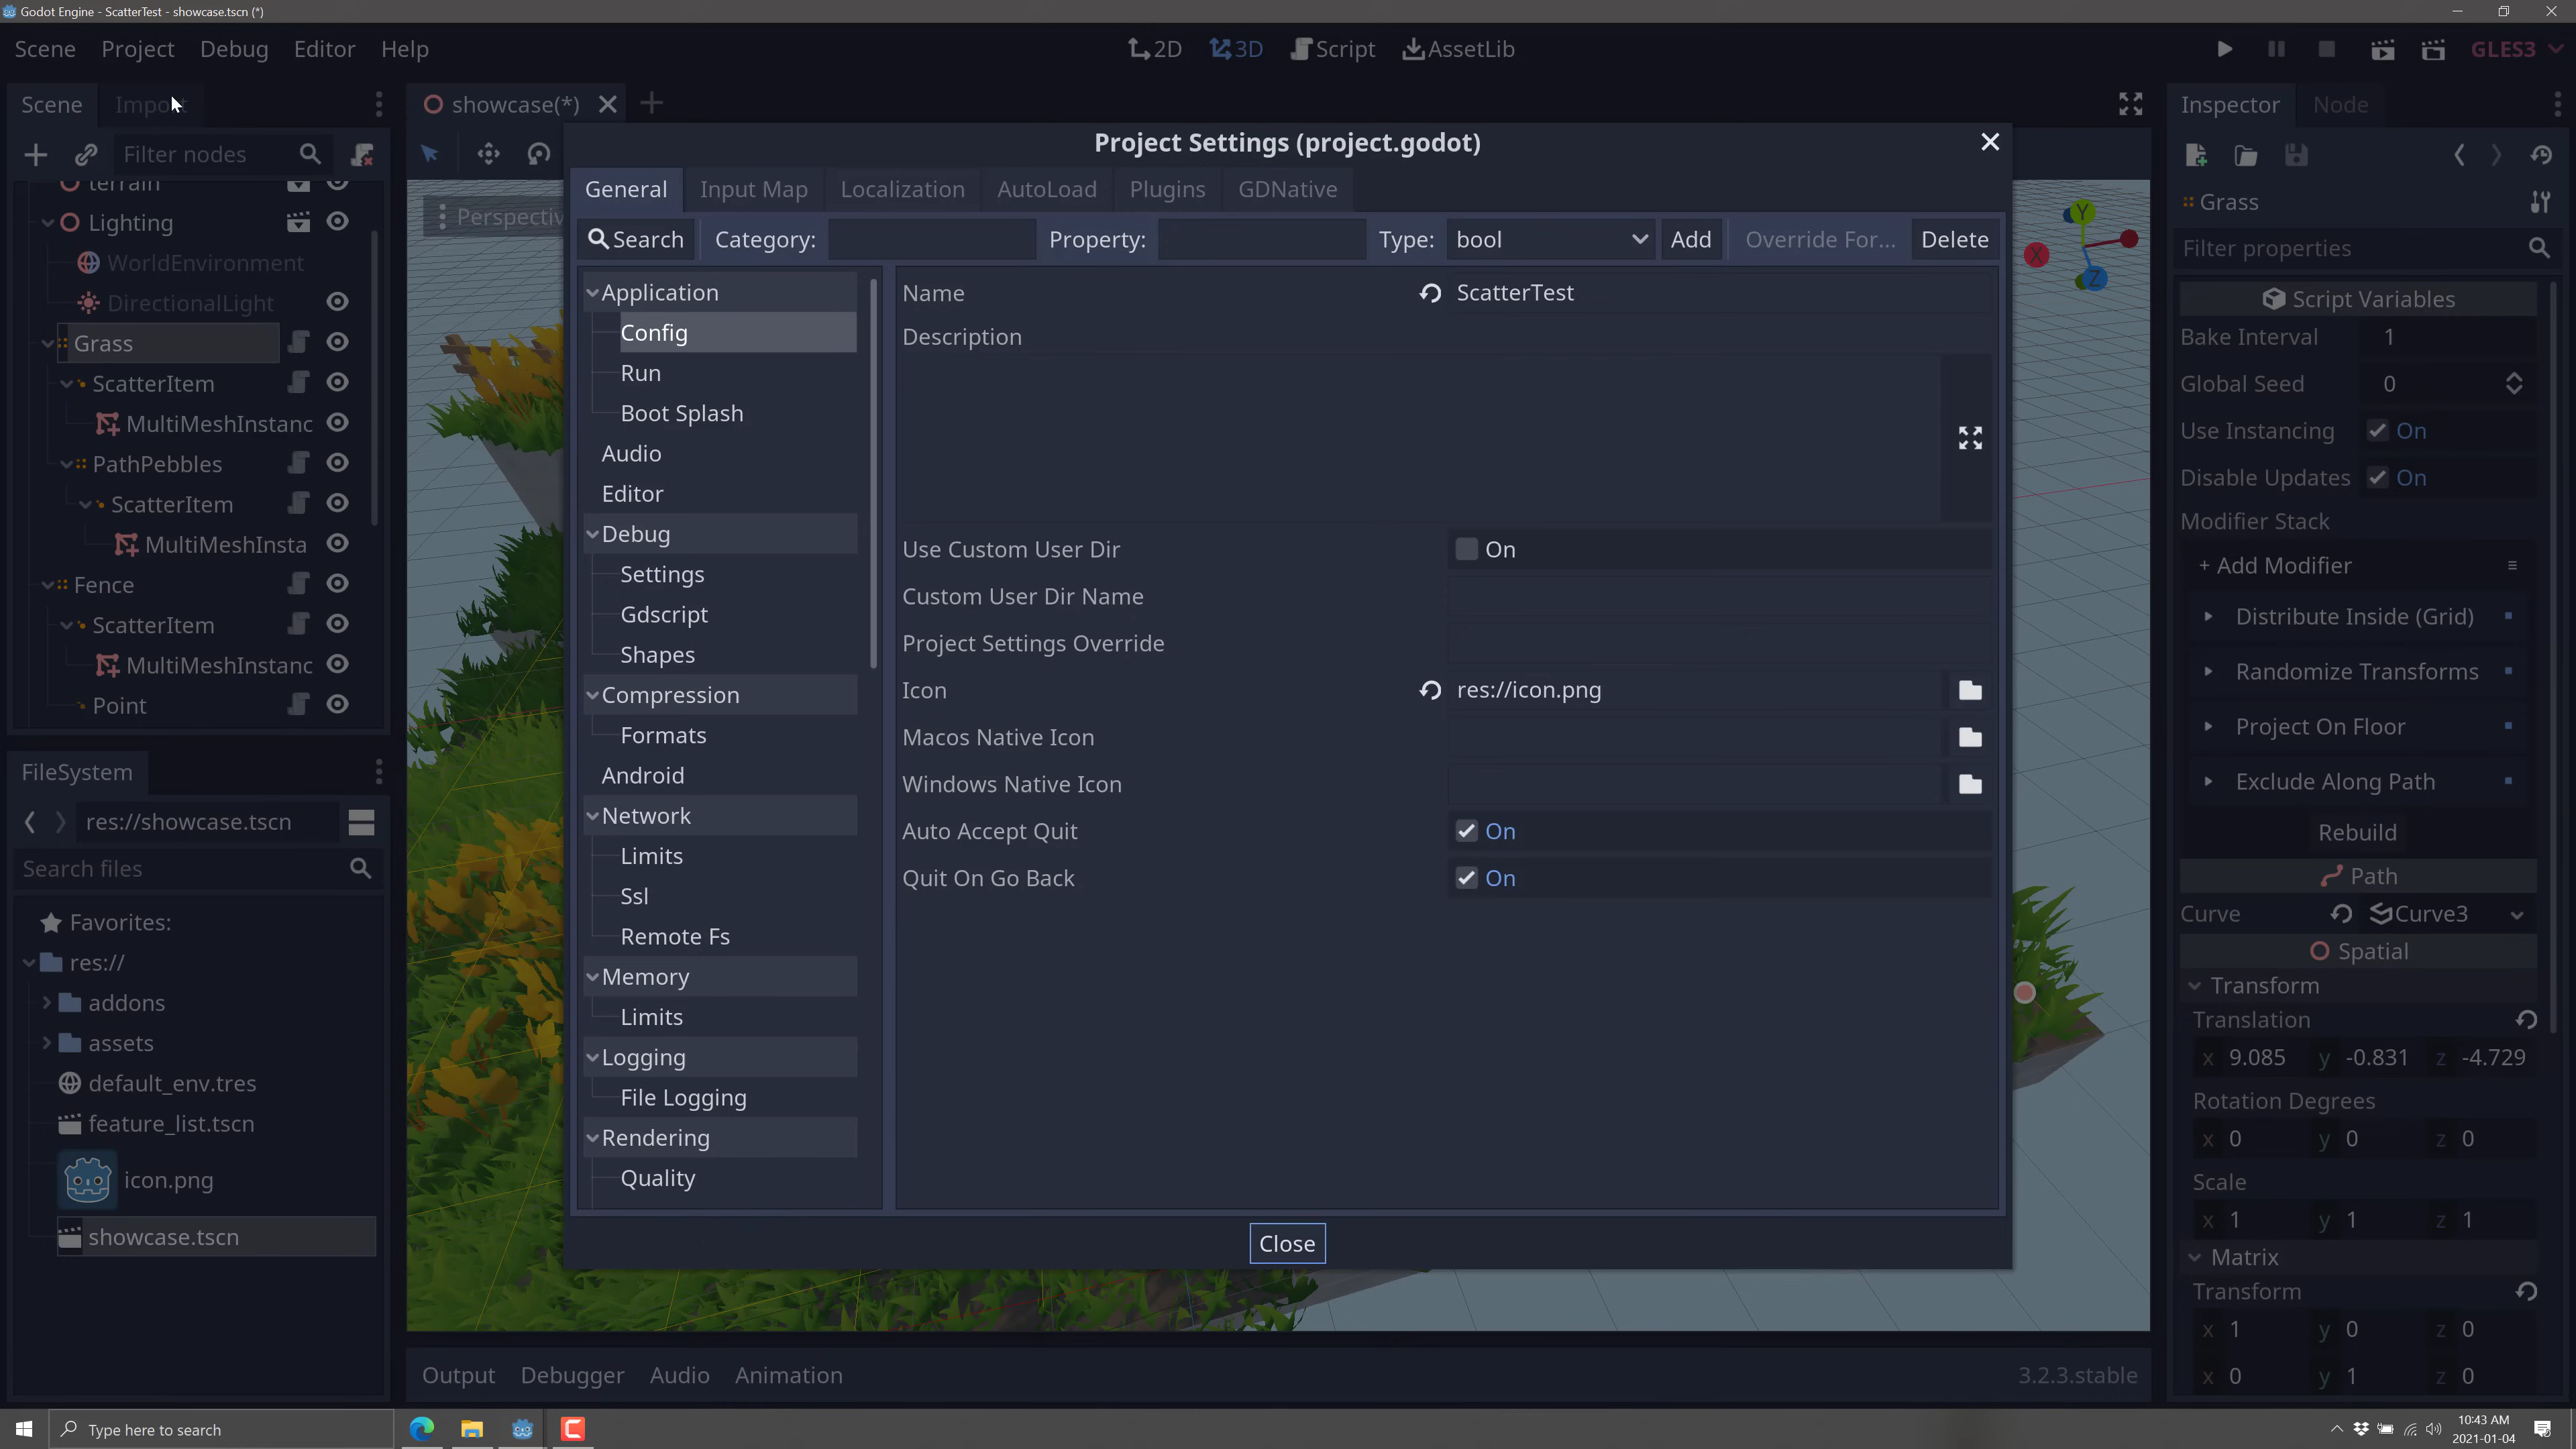 Godot Engine - ScatterTest - showcase.tscn (*)
Scene Project Debug Editor Help
2D 3D Script AssetLib
GLES3
Scene Import
showcase(*)
Inspector Node
Filter nodes
Perspectiv
terrain
Lighting
WorldEnvironment
DirectionalLight
Grass
ScatterItem
MultiMeshInstanc
PathPebbles
ScatterItem
MultiMeshInsta
Fence
ScatterItem
MultiMeshInstanc
Point
FileSystem
res://showcase.tscn
Search files
Favorites:
res://
addons
assets
default_env.tres
feature_list.tscn
icon.png
showcase.tscn
Project Settings (project.godot)
General Input Map Localization AutoLoad Plugins GDNative
Search Category: Property: Type: bool Add Override For... Delete
Application
Config
Run
Boot Splash
Audio
Editor
Debug
Settings
Gdscript
Shapes
Compression
Formats
Android
Network
Limits
Ssl
Remote Fs
Memory
Limits
Logging
File Logging
Rendering
Quality
Name ScatterTest
Description
Use Custom User Dir On
Custom User Dir Name
Project Settings Override
Icon res://icon.png
Macos Native Icon
Windows Native Icon
Auto Accept Quit On
Quit On Go Back On
Close
Output Debugger Audio Animation
3.2.3.stable
Y
X
Z
Grass
Filter properties
Script Variables
Bake Interval 1
Global Seed 0
Use Instancing On
Disable Updates On
Modifier Stack
+ Add Modifier
Distribute Inside (Grid)
Randomize Transforms
Project On Floor
Exclude Along Path
Rebuild
Path
Curve Curve3
Spatial
Transform
Translation
x 9.085 y -0.831 z -4.729
Rotation Degrees
x 0 y 0 z 0
Scale
x 1 y 1 z 1
Matrix
Transform
x 1 y 0 z 0
x 0 y 1 z 0
Type here to search
10:43 AM
2021-01-04